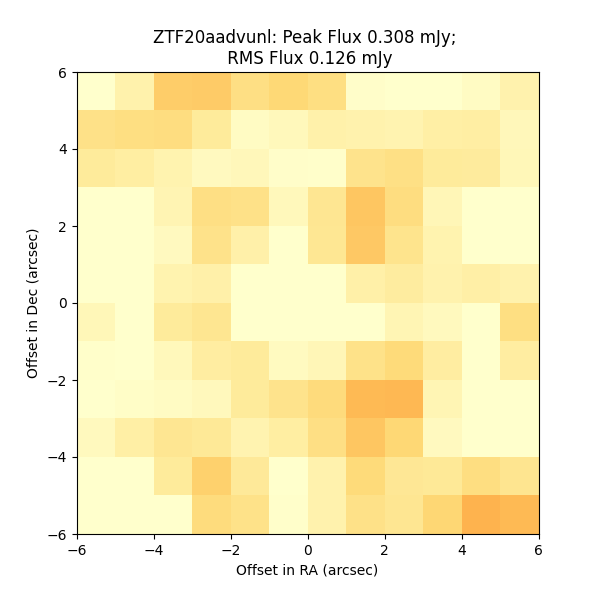 ZTF20aadvunl: Peak Flux 0.308 mJy;
RMS Flux 0.126 mJy
6
4
2
0
−2
−4
−6
Offset in Dec (arcsec)
−6 −4 −2 0 2 4 6
Offset in RA (arcsec)